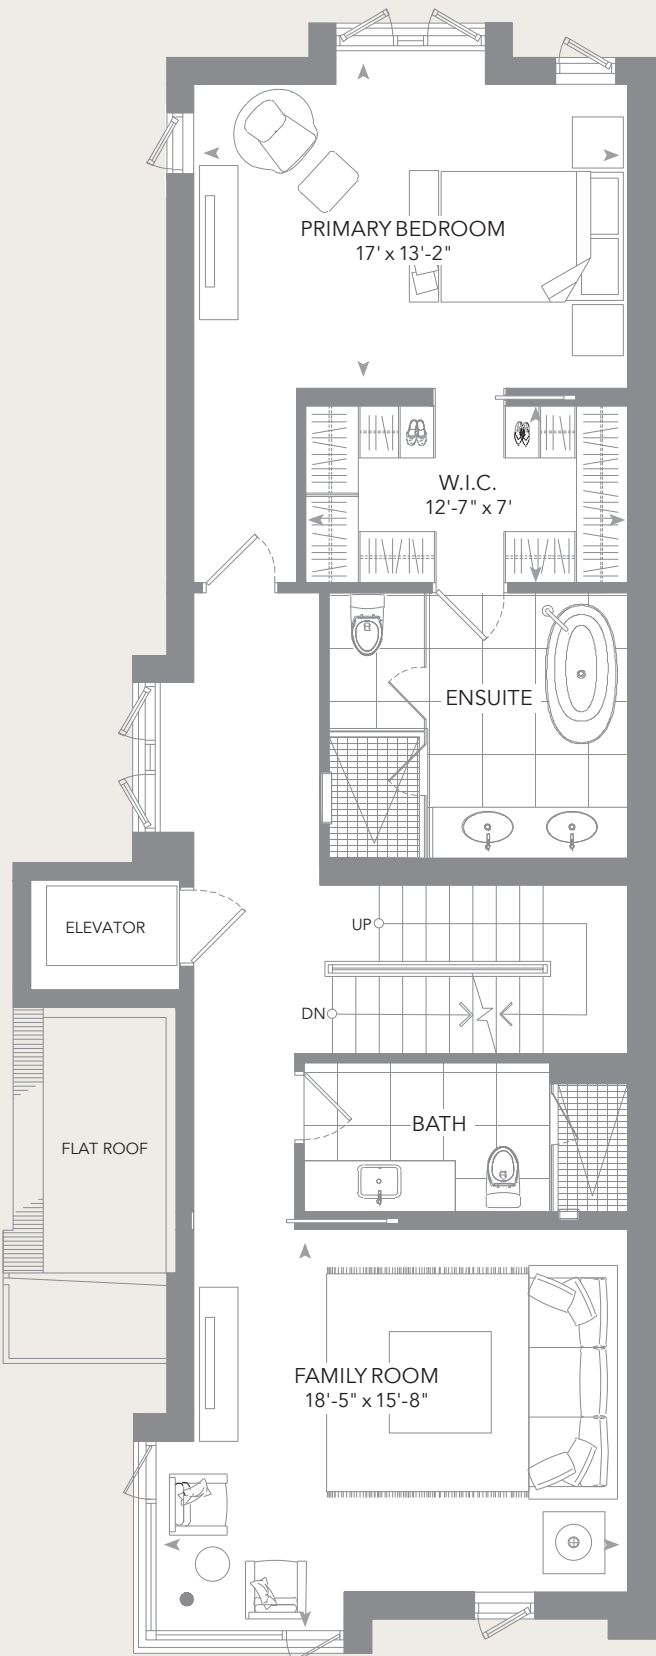 PRIMARY BEDROOM
17' x 13'-2"
W.I.C.
12'-7" x 7'
ENSUITE
ELEVATOR
UP
DN
BATH
FLAT ROOF
FAMILY ROOM
18'-5" x 15'-8"